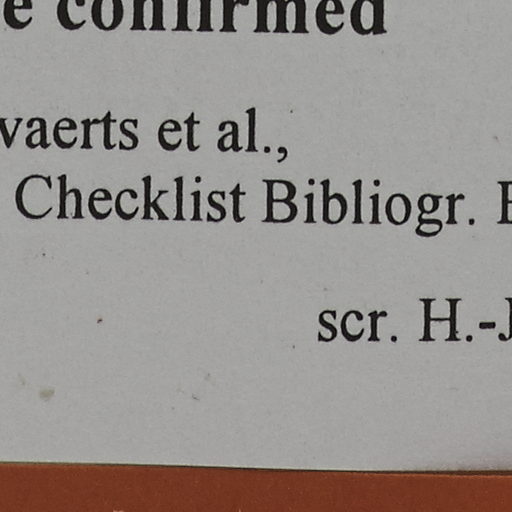 e confirmed
vaerts et al.,
Checklist Bibliogr.
scr. H.-J